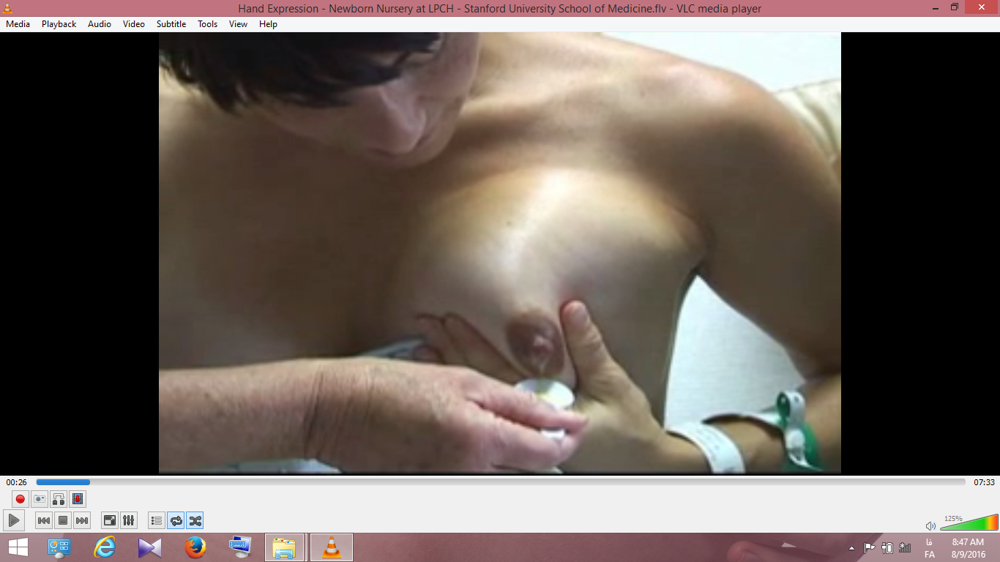 Hand Expression - Newborn Nursery at LPCH - Stanford University School of Medicine.flv - VLC media player
Media Playback Audio Video Subtitle Tools View Help
00:26 07:33
125%
فا 8:47 AM
FA 8/9/2016